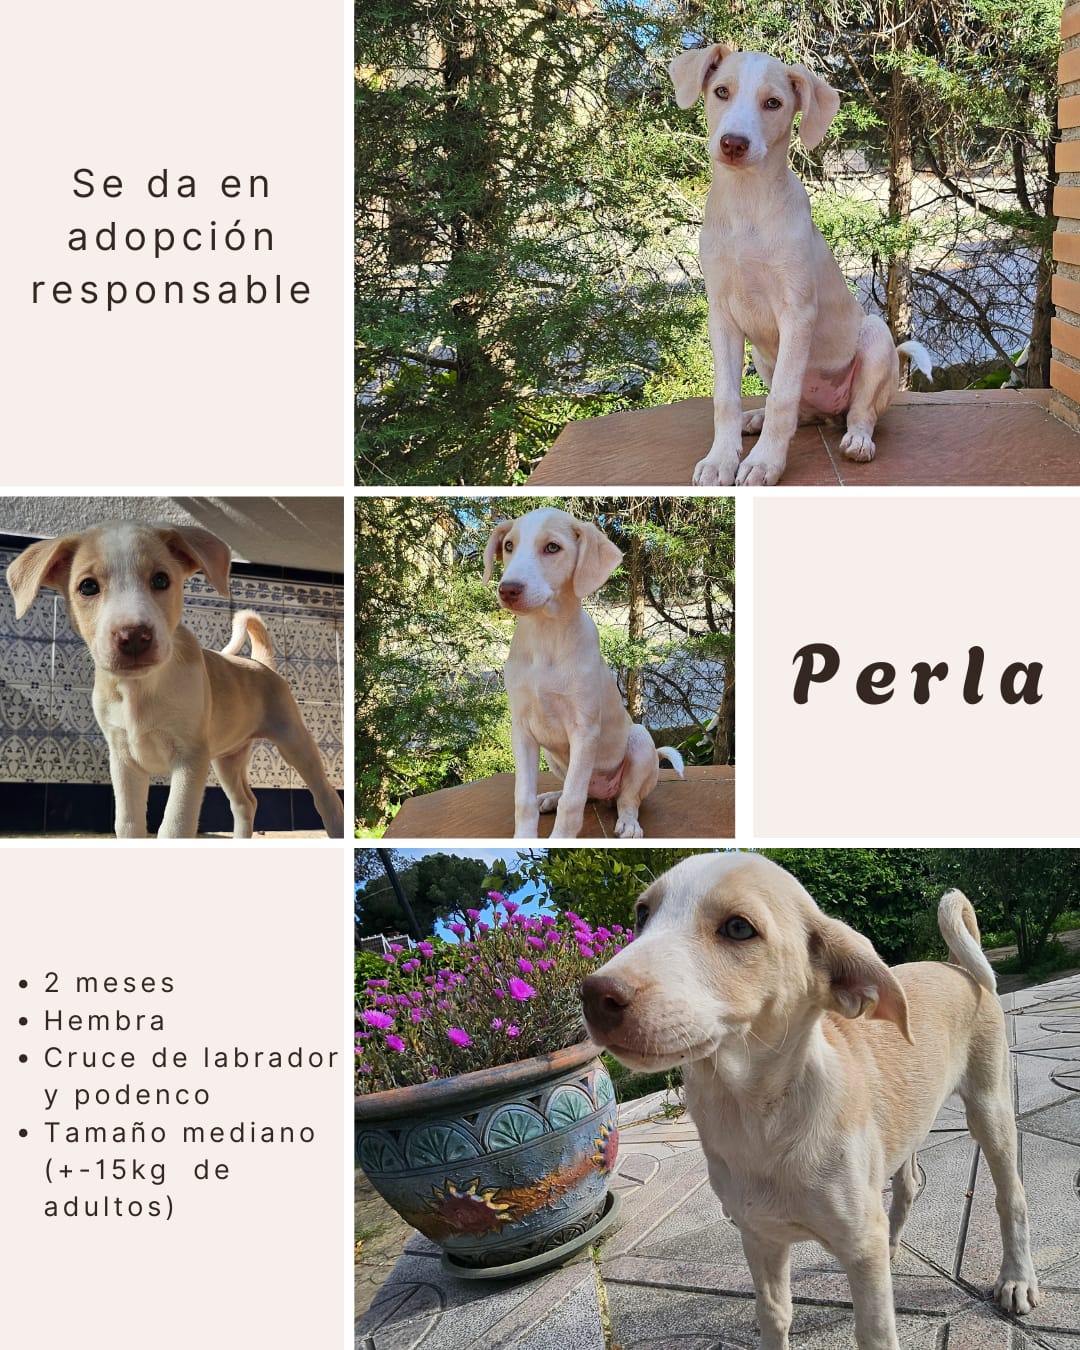 Se da en
adopción
responsable
Perla
• 2 meses
• Hembra
• Cruce de labrador
y podenco
• Tamaño mediano
(+-15kg de
adultos)